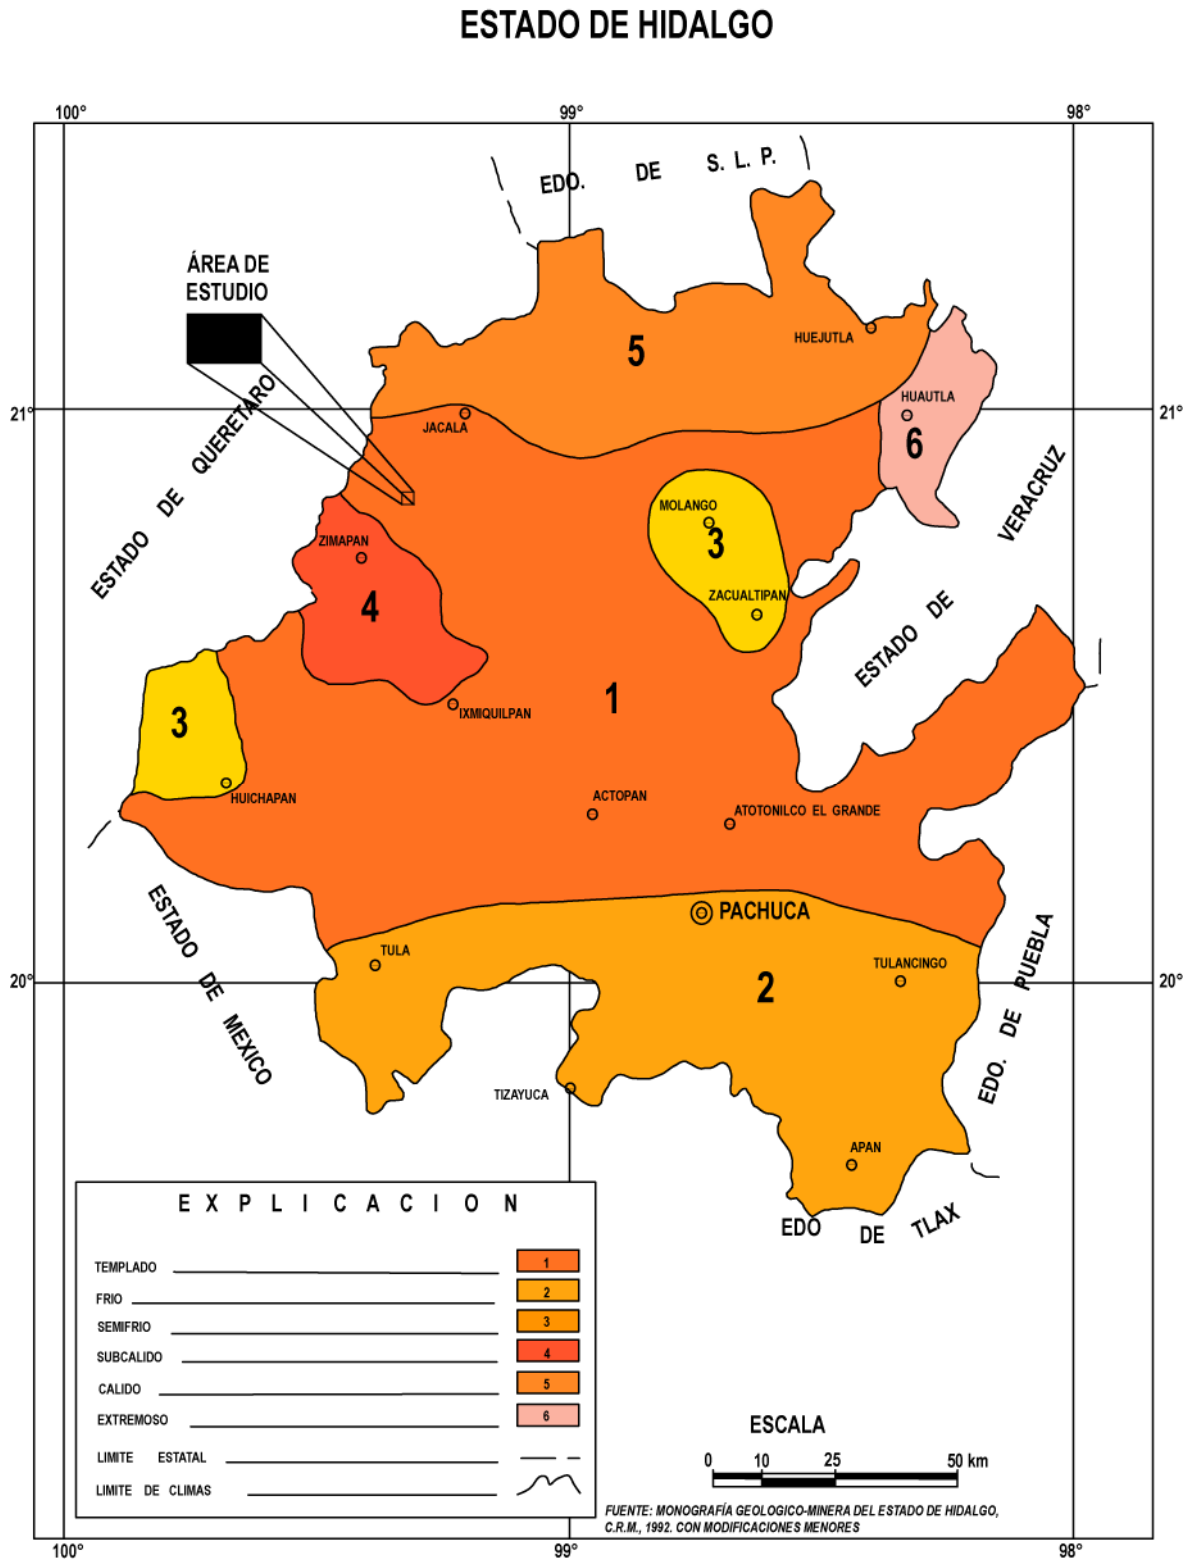 ESTADO DE HIDALGO
100°
99°
98°
EDO. DE S. L. P.
ÁREA DE
ESTUDIO
HUEJUTLA
5
21°
21°
JACALA
HUAUTLA
6
ESTADO DE QUERETARO
MOLANGO
3
ZACUALTIPAN
ESTADO DE VERACRUZ
ZIMAPAN
4
1
3
IXMIQUILPAN
HUICHAPAN
ACTOPAN
ATOTONILCO EL GRANDE
PACHUCA
TULA
TULANCINGO
20°
20°
2
ESTADO DE MEXICO
EDO. DE PUEBLA
TIZAYUCA
APAN
EDO DE TLAX
EXPLICACION
TEMPLADO 1
FRIO 2
SEMIFRIO 3
SUBCALIDO 4
CALIDO 5
EXTREMOSO 6
LIMITE ESTATAL
LIMITE DE CLIMAS
ESCALA
0 10 25 50 km
FUENTE: MONOGRAFÍA GEOLOGICO-MINERA DEL ESTADO DE HIDALGO,
C.R.M., 1992. CON MODIFICACIONES MENORES
100°
99°
98°